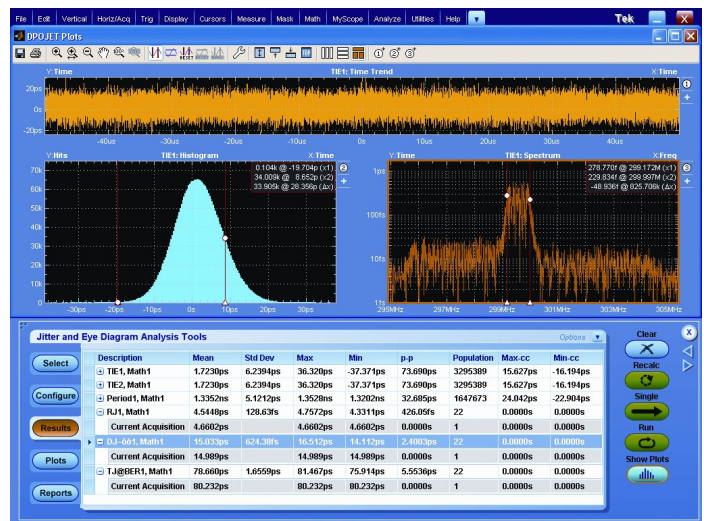 File Edit Vertical Horiz/Acq Trig Display Cursors Measure Mask Math MyScope Analyze Utilities Help Tek X
DPOJET Plots
Y:Time TIE1: Time Trend X:Time
20ps
0s
-20ps
-40us -30us -20us -10us 0s 10us 20us 30us 40us
Y:Hits TIE1: Histogram X:Time
0.104k @ -19.704p (x1)
34.009k @ 8.652p (x2)
33.905k @ 28.356p (Δx)
70k
60k
50k
40k
30k
20k
10k
0
-30ps -20ps -10ps 0s 10ps 20ps 30ps
Y:Time TIE1: Spectrum X:Freq
278.770f @ 299.172M (x1)
229.834f @ 299.997M (x2)
-48.936f @ 825.706k (Δx)
1ps
100fs
10fs
1fs
295MHz 297MHz 299MHz 301MHz 303MHz 305MHz
1
2
3
Jitter and Eye Diagram Analysis Tools Options
Select
Configure
Results
Plots
Reports
Description Mean Std Dev Max Min p-p Population Max-cc Min-cc
TIE1, Math1 1.7230ps 6.2394ps 36.320ps -37.371ps 73.690ps 3295389 15.627ps -16.194ps
TIE2, Math1 1.7230ps 6.2394ps 36.320ps -37.371ps 73.690ps 3295389 15.627ps -16.194ps
Period1, Math1 1.3352ns 5.1212ps 1.3528ns 1.3202ns 32.685ps 1647673 24.042ps -22.904ps
RJ1, Math1 4.5448ps 128.63fs 4.7572ps 4.3311ps 426.05fs 22 0.0000s 0.0000s
Current Acquisition 4.6602ps 4.6602ps 4.6602ps 0.0000s 1 0.0000s 0.0000s
DJ-δδ1, Math1 15.033ps 624.38fs 16.512ps 14.112ps 2.4003ps 22 0.0000s 0.0000s
Current Acquisition 14.989ps 14.989ps 14.989ps 0.0000s 1 0.0000s 0.0000s
TJ@BER1, Math1 78.660ps 1.6559ps 81.467ps 75.914ps 5.5536ps 22 0.0000s 0.0000s
Current Acquisition 80.232ps 80.232ps 80.232ps 0.0000s 1 0.0000s 0.0000s
Clear
Recalc
Single
Run
Show Plots